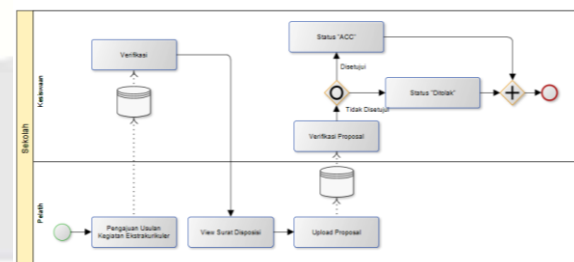 Sekolah
Kesiswaan
Verifikasi
Status "ACC"
Disetujui
Status "Ditolak"
Tidak Disetujui
Verifikasi Proposal
Pelatih
Pengajuan Usulan
Kegiatan Ekstrakurikuler
View Surat Disposisi
Upload Proposal